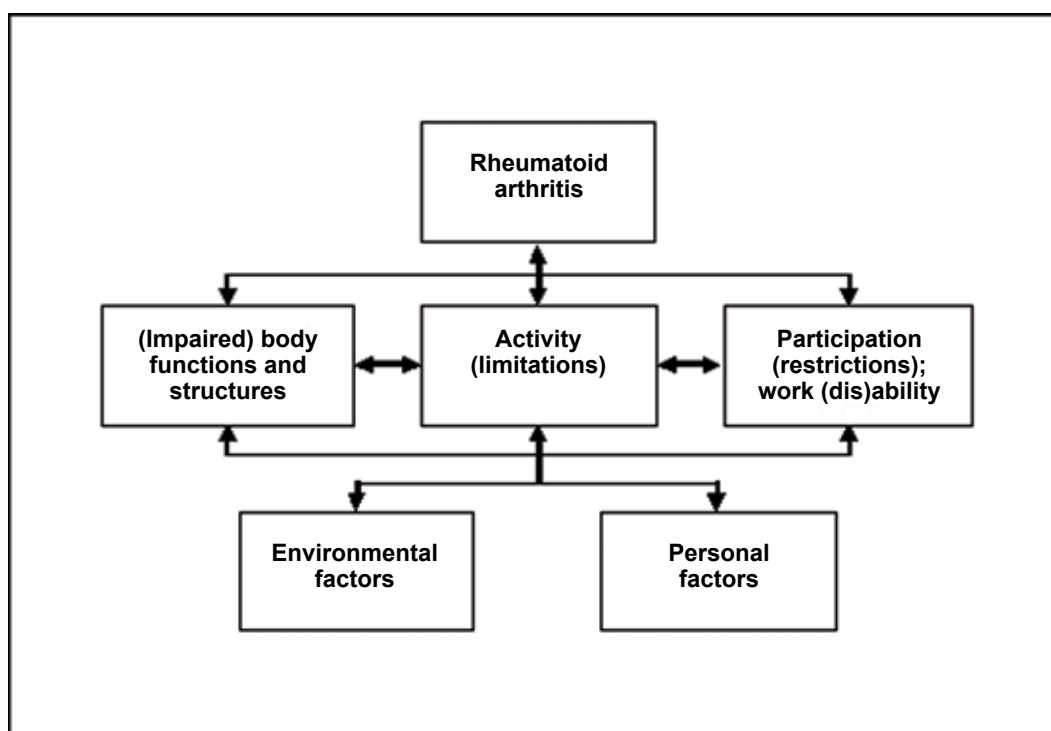 Rheumatoid
arthritis
(Impaired) body
functions and
structures
Activity
(limitations)
Participation
(restrictions);
work (dis)ability
Environmental
factors
Personal
factors